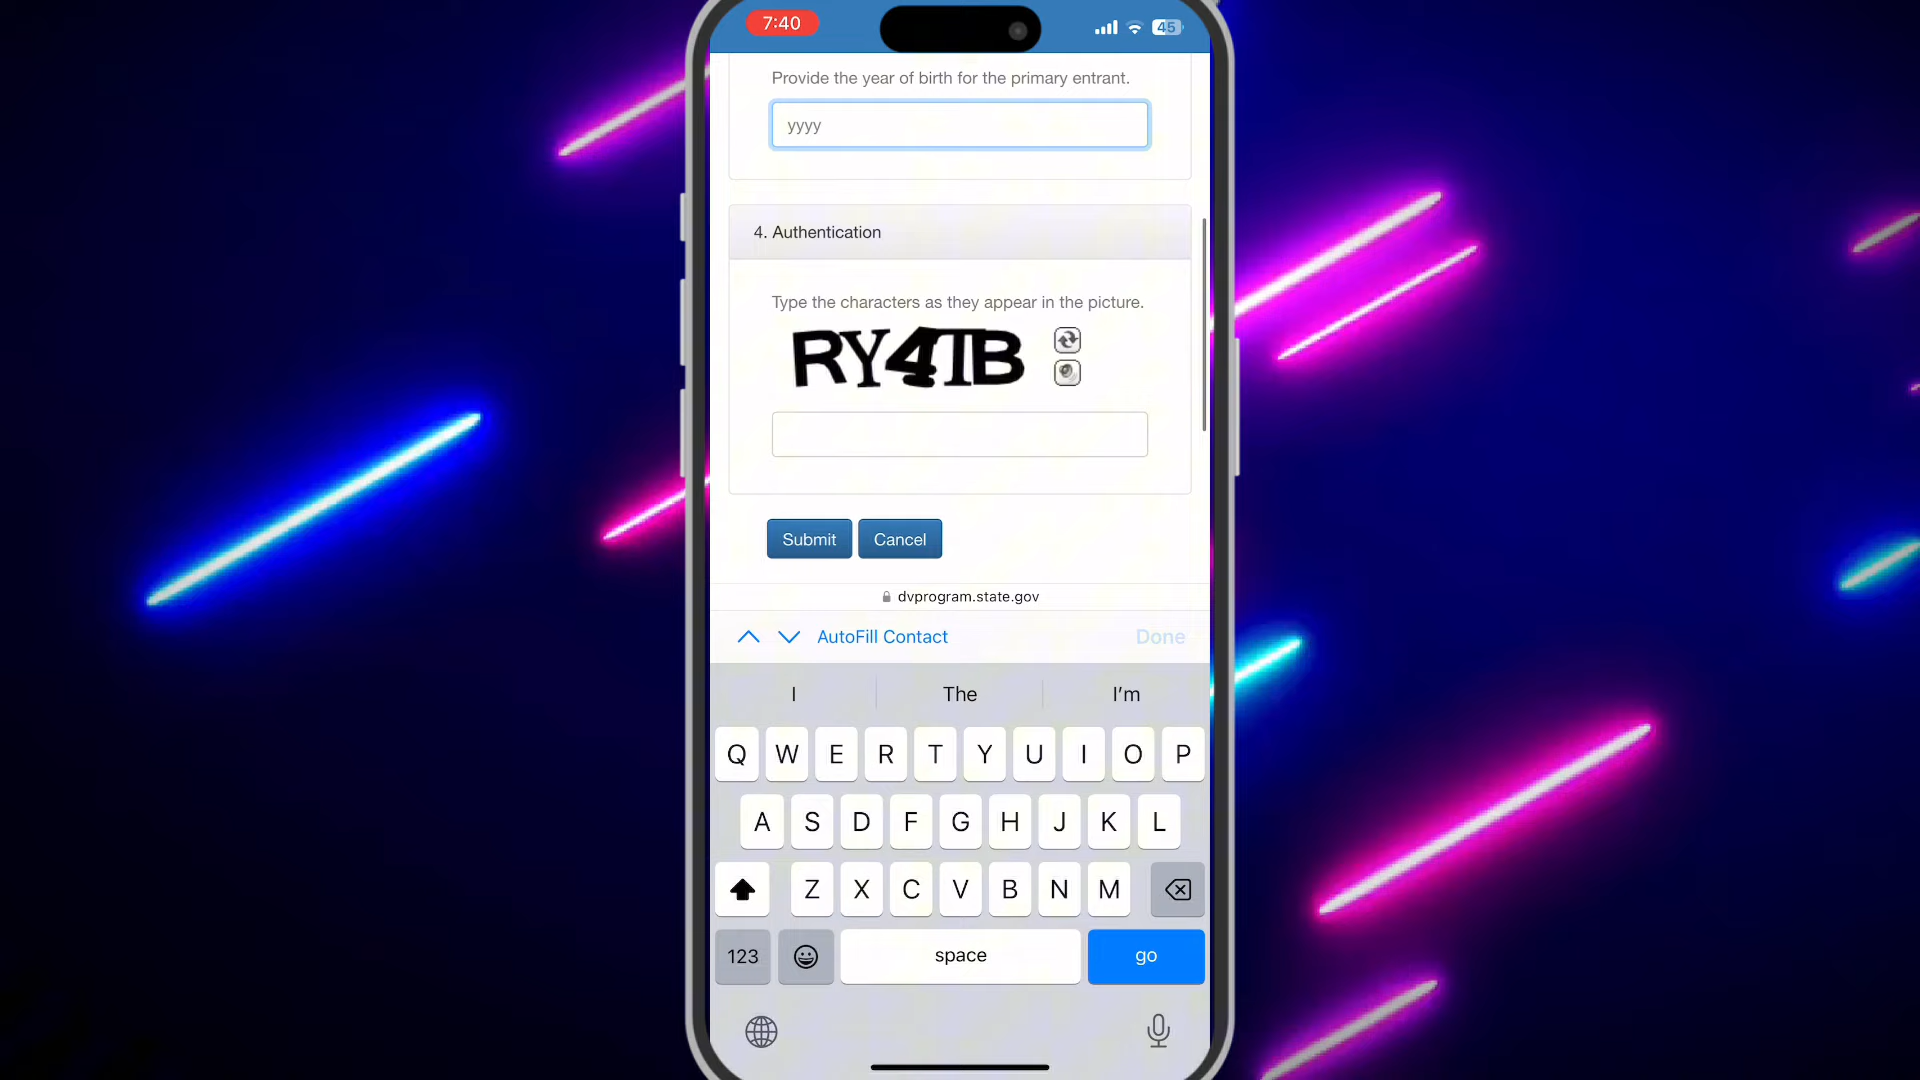 7:40
45
Provide the year of birth for the primary entrant.
yyyy
4. Authentication
Type the characters as they appear in the picture.
RY4TB
Submit Cancel
dvprogram.state.gov
AutoFill Contact Done
I The I'm
Q W E R T Y U I O P
A S D F G H J K L
Z X C V B N M
123 space go